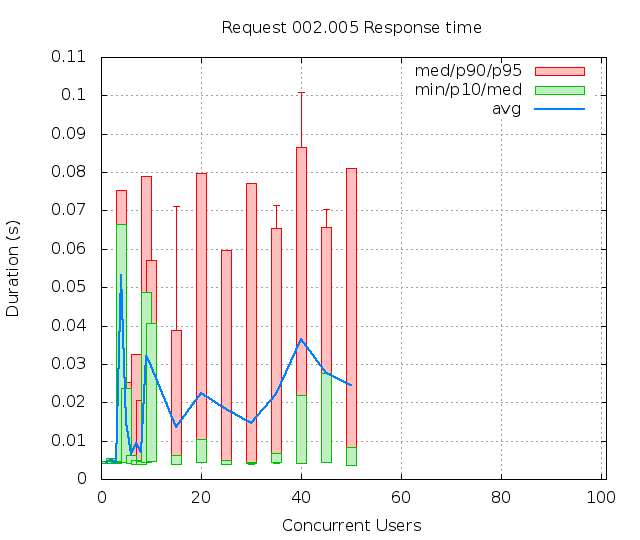 Request 002.005 Response time
0.11
0.1
0.09
0.08
0.07
0.06
0.05
0.04
0.03
0.02
0.01
0
Duration (s)
med/p90/p95
min/p10/med
avg
0 20 40 60 80 100
Concurrent Users